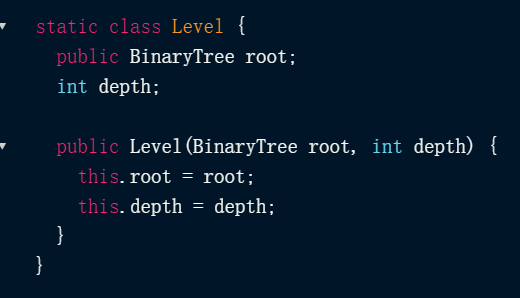 static class Level {
  public BinaryTree root;
  int depth;

  public Level(BinaryTree root, int depth) {
    this.root = root;
    this.depth = depth;
  }
}